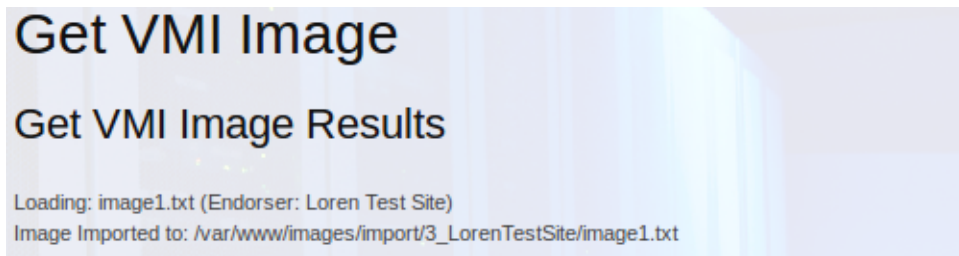 Get VMI Image
Get VMI Image Results
Loading: image1.txt (Endorser: Loren Test Site)
Image Imported to: /var/www/images/import/3_LorenTestSite/image1.txt